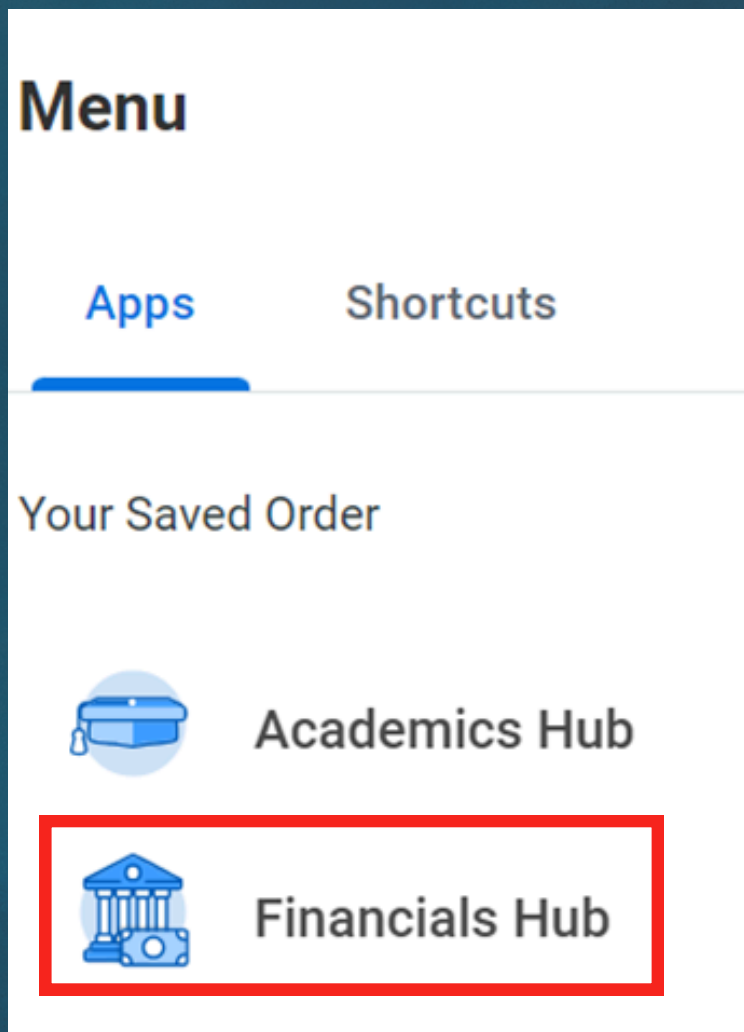 Menu
Apps Shortcuts
Your Saved Order
Academics Hub
Financials Hub